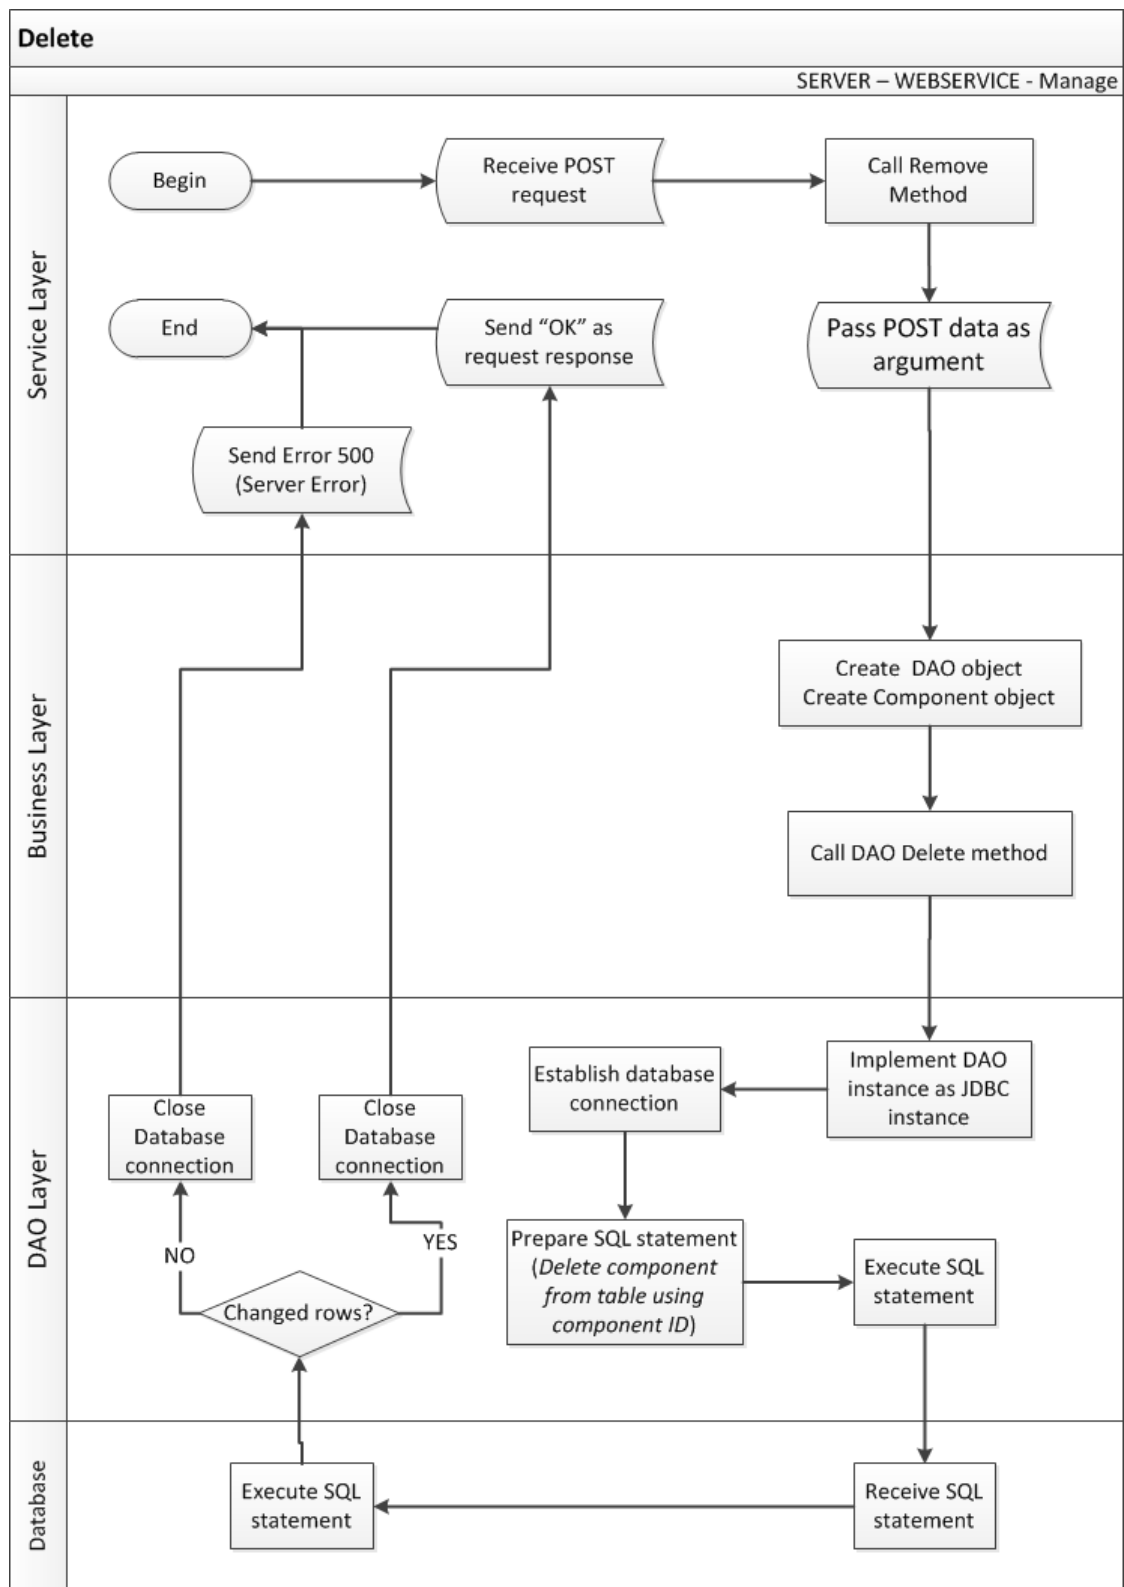 Delete
SERVER – WEBSERVICE - Manage
Service Layer
Begin
Receive POST
request
Call Remove
Method
End
Send “OK” as
request response
Pass POST data as
argument
Send Error 500
(Server Error)
Business Layer
Create  DAO object
Create Component object
Call DAO Delete method
DAO Layer
Implement DAO
instance as JDBC
instance
Establish database
connection
Close
Database
connection
Close
Database
connection
NO
YES
Changed rows?
Prepare SQL statement
(Delete component
from table using
component ID)
Execute SQL
statement
Database
Execute SQL
statement
Receive SQL
statement